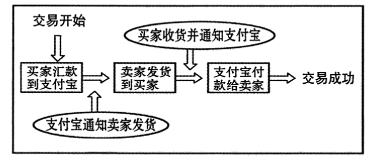 交易开始
买家收货并通知支付宝
买家汇款
到支付宝
卖家发货
到买家
支付宝付
款给卖家
交易成功
支付宝通知卖家发货